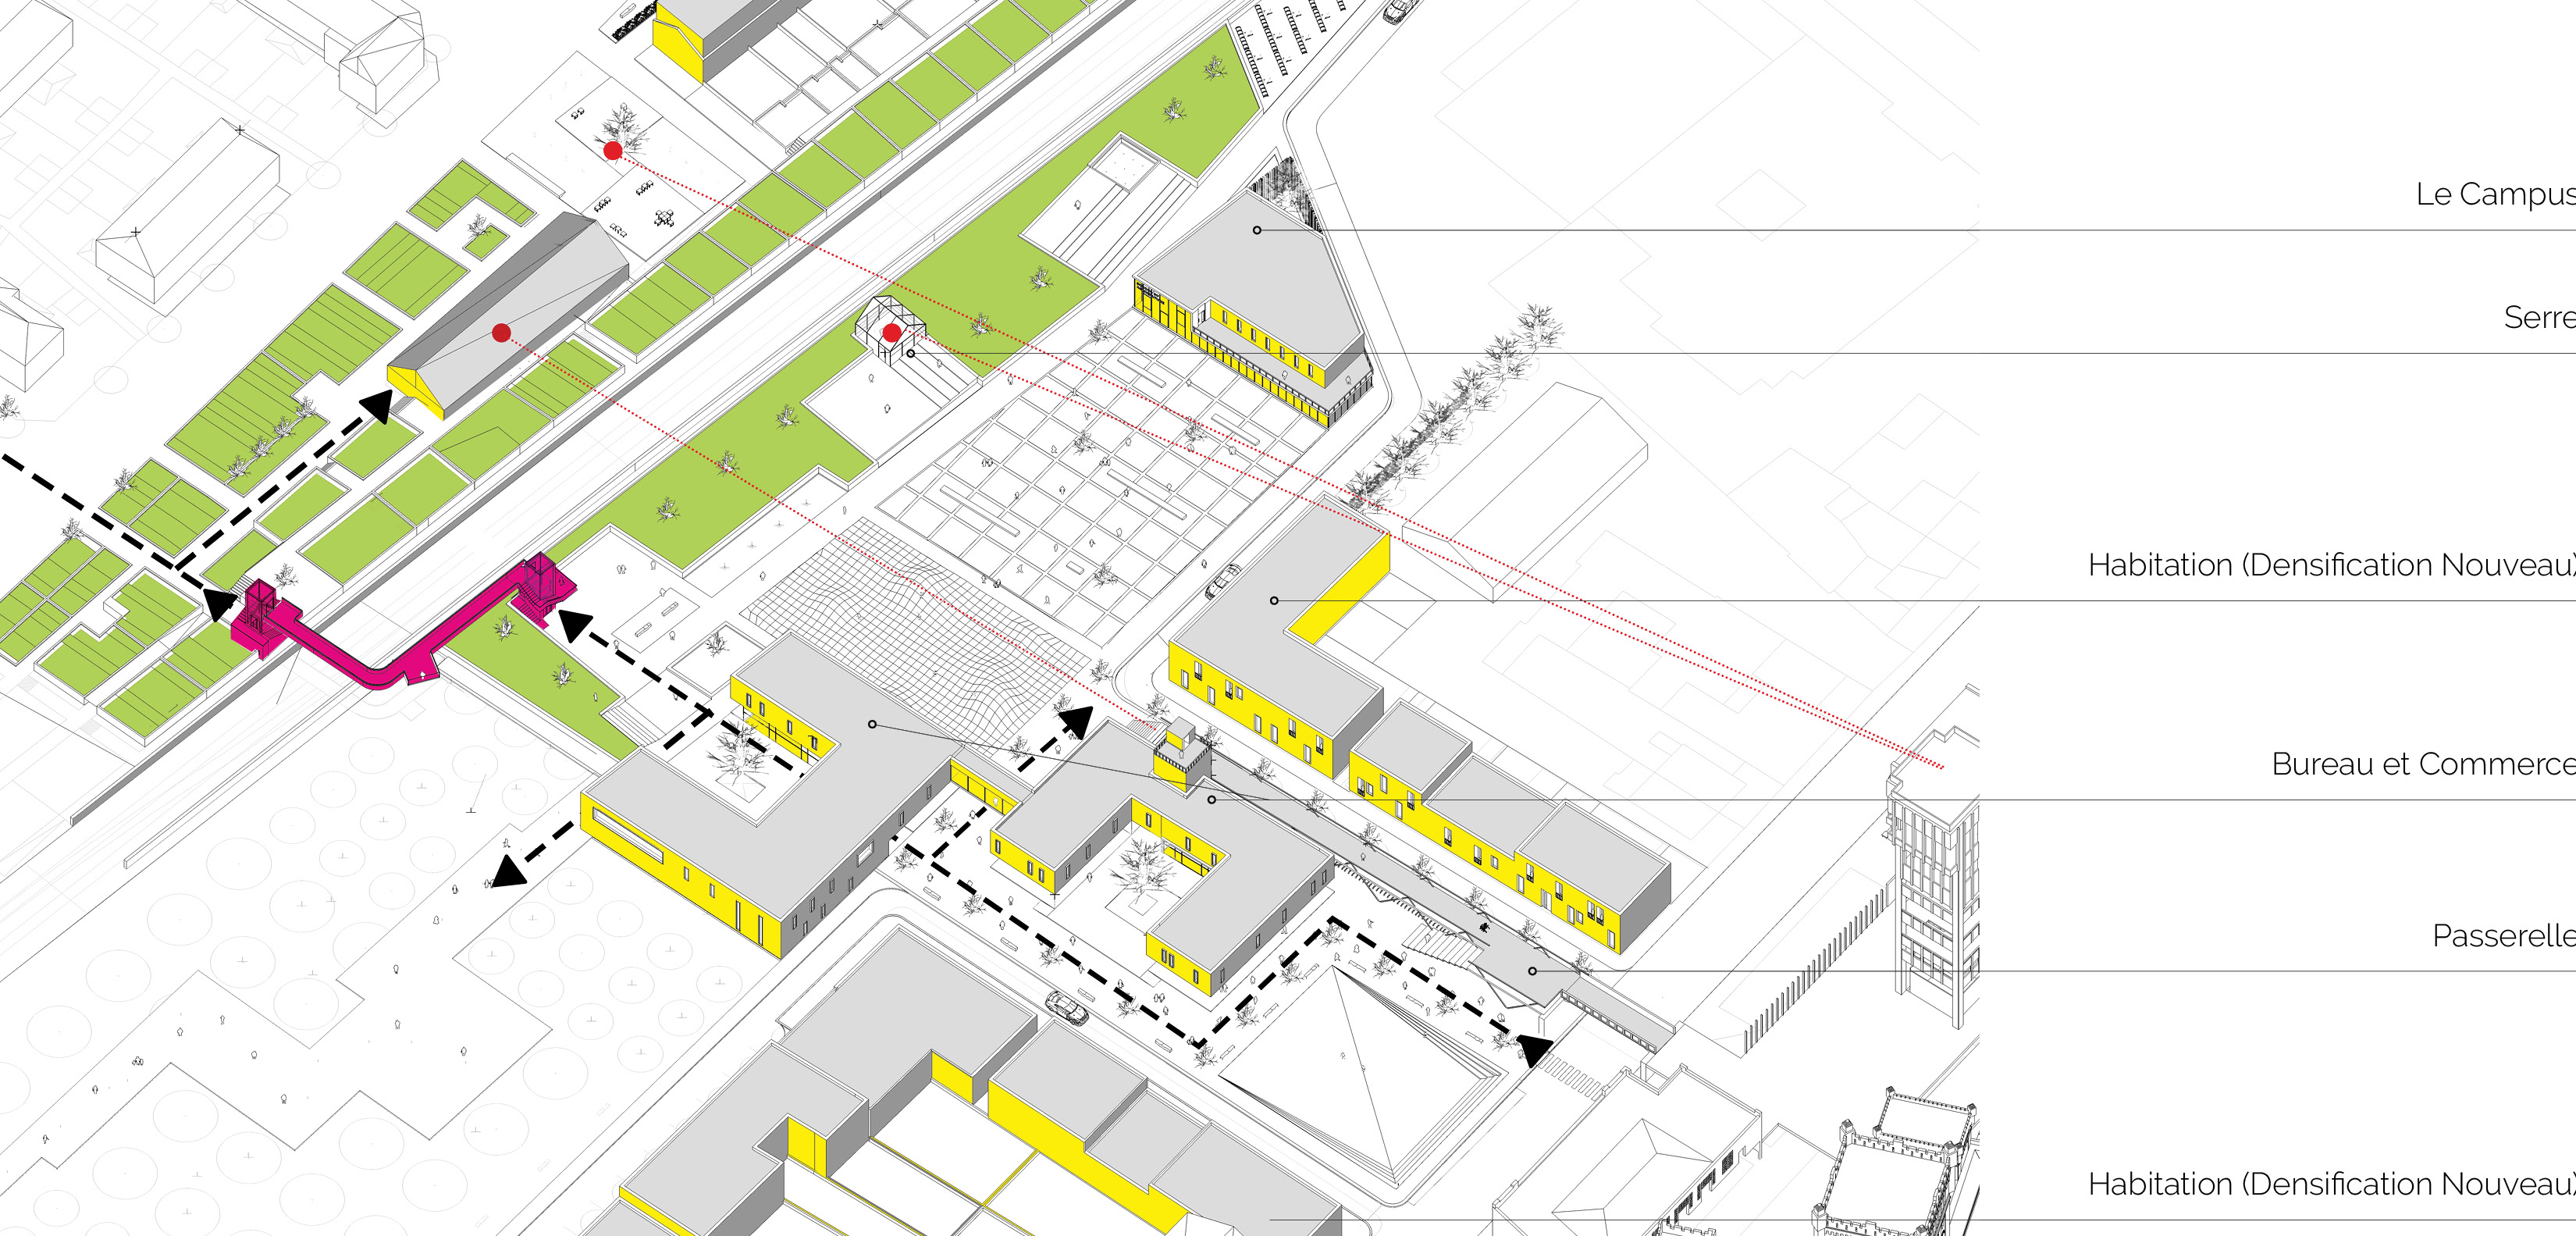 Le Campus
Serre
Habitation (Densification Nouveau)
Bureau et Commerce
Passerelle
Habitation (Densification Nouveau)